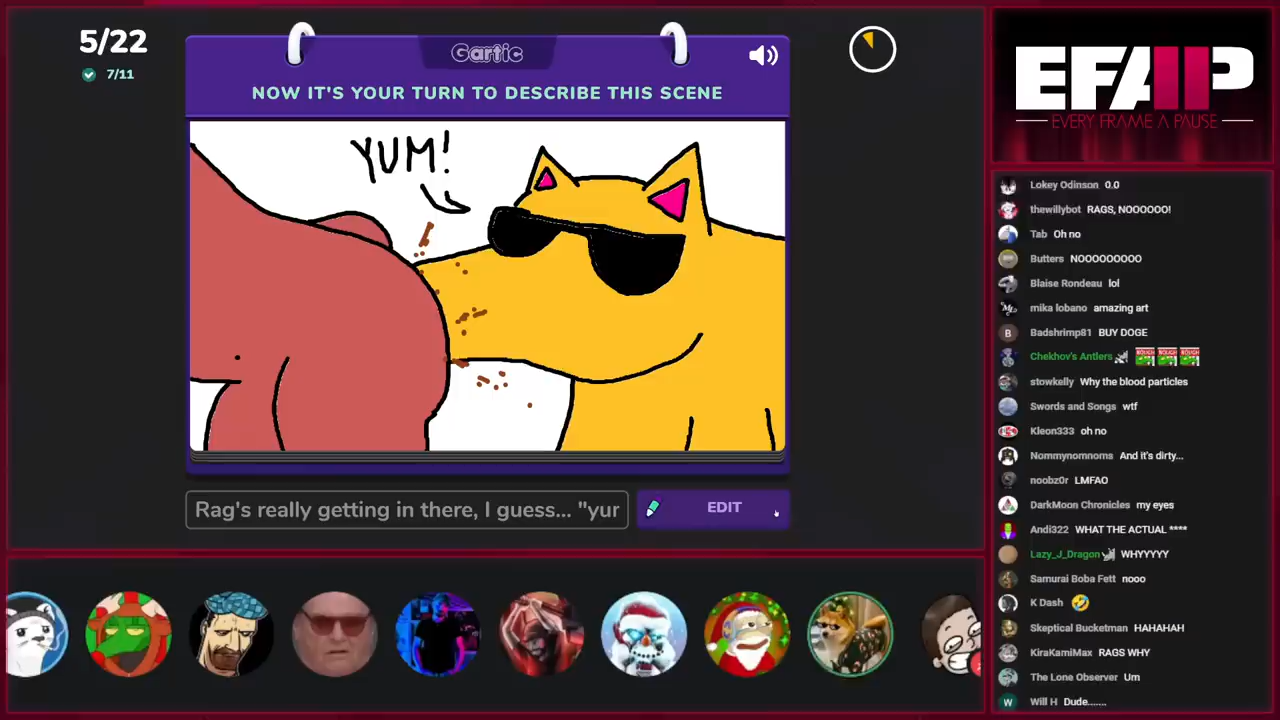 5/22
7/11
Gartic
NOW IT'S YOUR TURN TO DESCRIBE THIS SCENE
YUM!
Rag's really getting in there, I guess... "yur
EDIT
EFAP
EVERY FRAME A PAUSE
Lokey Odinson 0.0
thewillybot RAGS, NOOOOOO!
Tab Oh no
Butters NOOOOOOOOO
Blaise Rondeau lol
mika lobano amazing art
B Badshrimp81 BUY DOGE
Chekhov's Antlers
stowkelly Why the blood particles
Swords and Songs wtf
Kleon333 oh no
Nommynomnoms And it's dirty...
noobz0r LMFAO
DarkMoon Chronicles my eyes
Andi322 WHAT THE ACTUAL ****
Lazy_J_Dragon WHYYYYY
Samurai Boba Fett nooo
K Dash 🤣
Skeptical Bucketman HAHAHAH
KiraKamiMax RAGS WHY
The Lone Observer Um
W Will H Dude.......